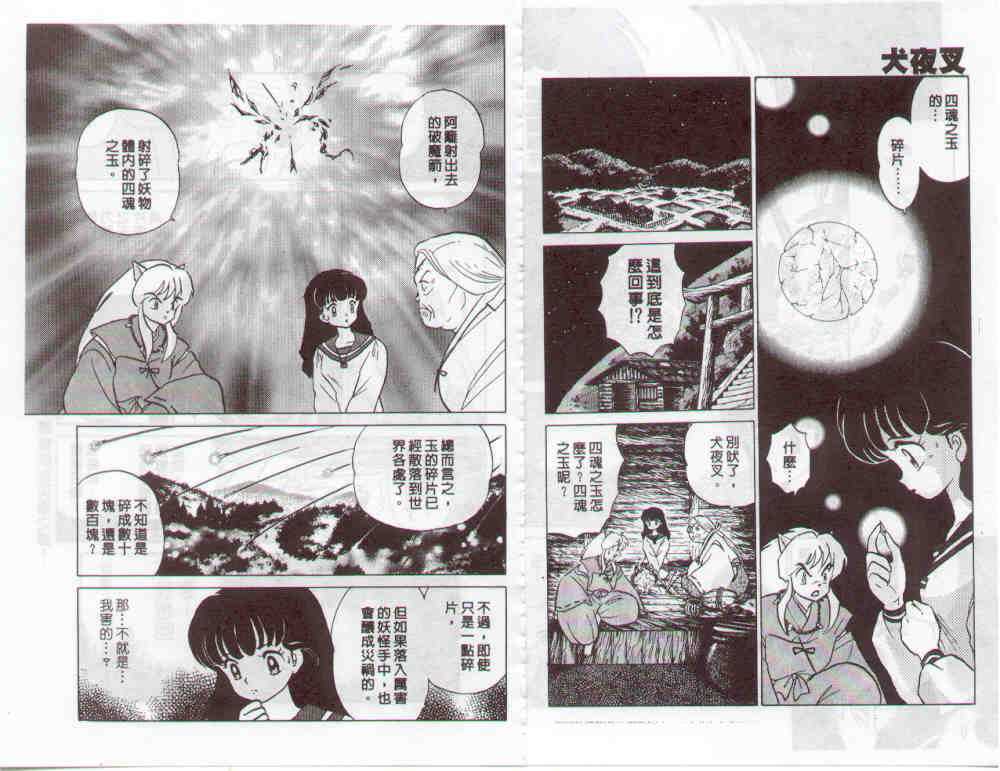 犬夜叉
四魂之玉
的…
碎片……
什麼…
這到底是怎
麼回事!?
別吠了,
犬夜叉。
四魂之玉怎
麼了?四魂
之玉呢?
阿籬射出去
的破魔箭,
射碎了妖物
體內的四魂
之玉。
總而言之,
玉的碎片已
經散落到世
界各處了。
不知道是
碎成數十
塊,還是
數百塊?
不過,即使
只是一點碎
片,
但如果落入厲害
的妖怪手中,也
會釀成災禍的。
那…不就是…
我害的…?